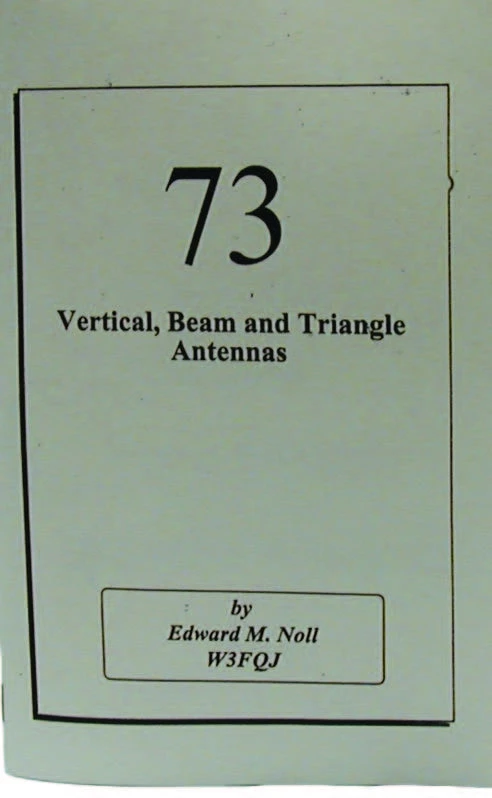 73
Vertical, Beam and Triangle
Antennas
by
Edward M. Noll
W3FQJ